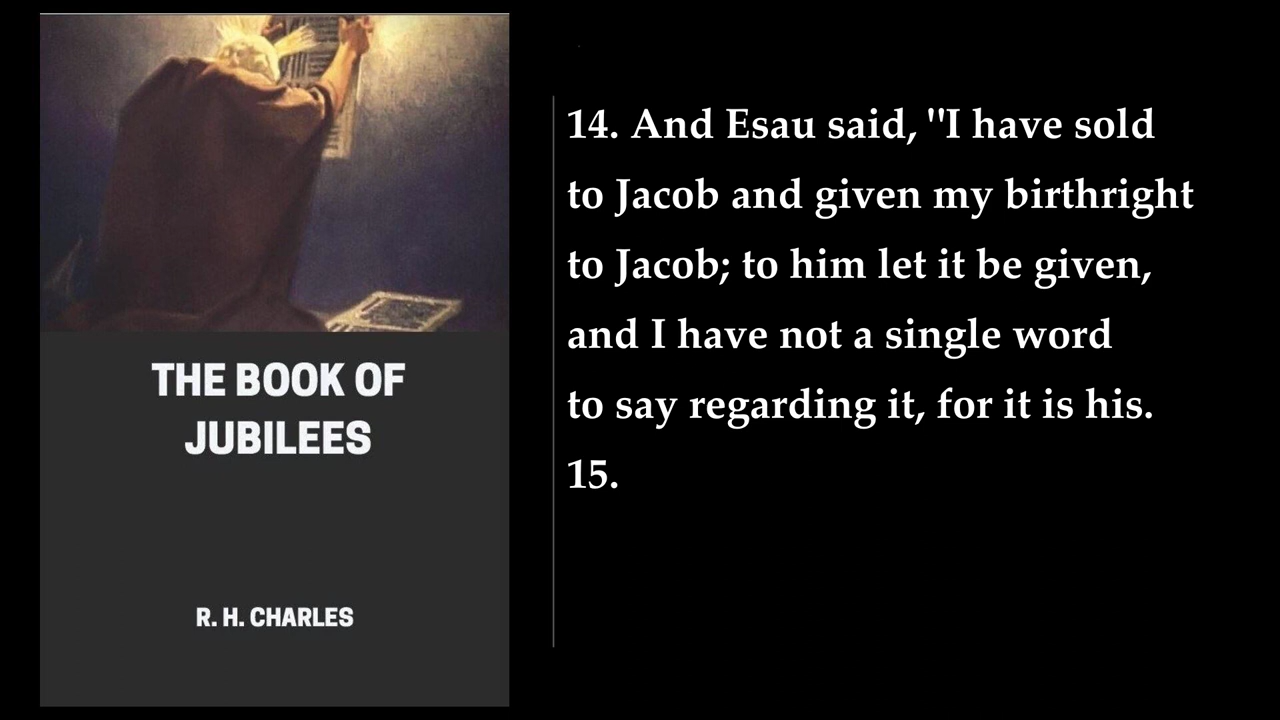 THE BOOK OF
JUBILEES
R. H. CHARLES
14. And Esau said, "I have sold
to Jacob and given my birthright
to Jacob; to him let it be given,
and I have not a single word
to say regarding it, for it is his.
15.